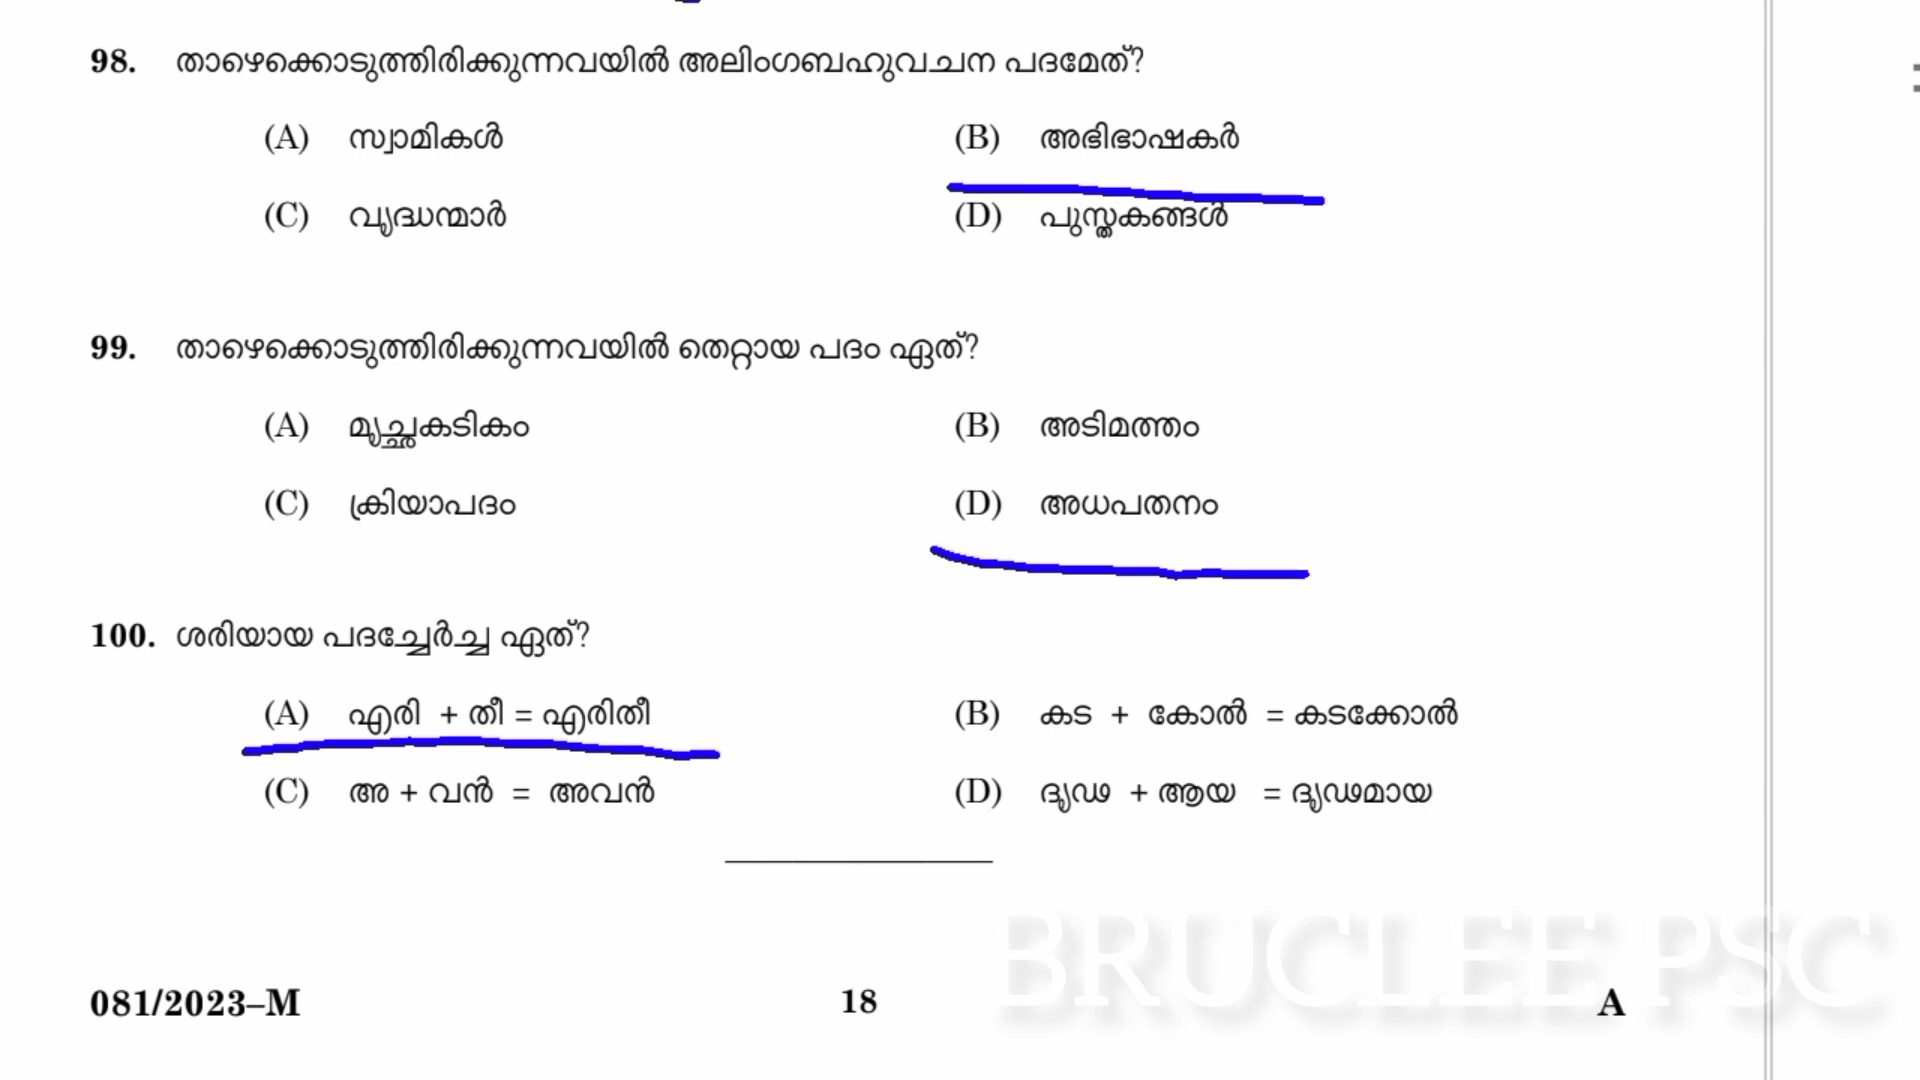 98. താഴെക്കൊടുത്തിരിക്കുന്നവയിൽ അലിംഗബഹുവചന പദമേത്?
(A) സ്വാമികൾ (B) അഭിഭാഷകർ
(C) വൃദ്ധന്മാർ (D) പുസ്തകങ്ങൾ
99. താഴെക്കൊടുത്തിരിക്കുന്നവയിൽ തെറ്റായ പദം ഏത്?
(A) മൃച്ഛകടികം (B) അടിമത്തം
(C) ക്രിയാപദം (D) അധപതനം
100. ശരിയായ പദച്ചേർച്ച ഏത്?
(A) എരി + തീ = എരിതീ (B) കട + കോൽ = കടക്കോൽ
(C) അ + വൻ = അവൻ (D) ദൃഢ + ആയ = ദൃഢമായ
BRUCLEE PSC
081/2023–M 18 A